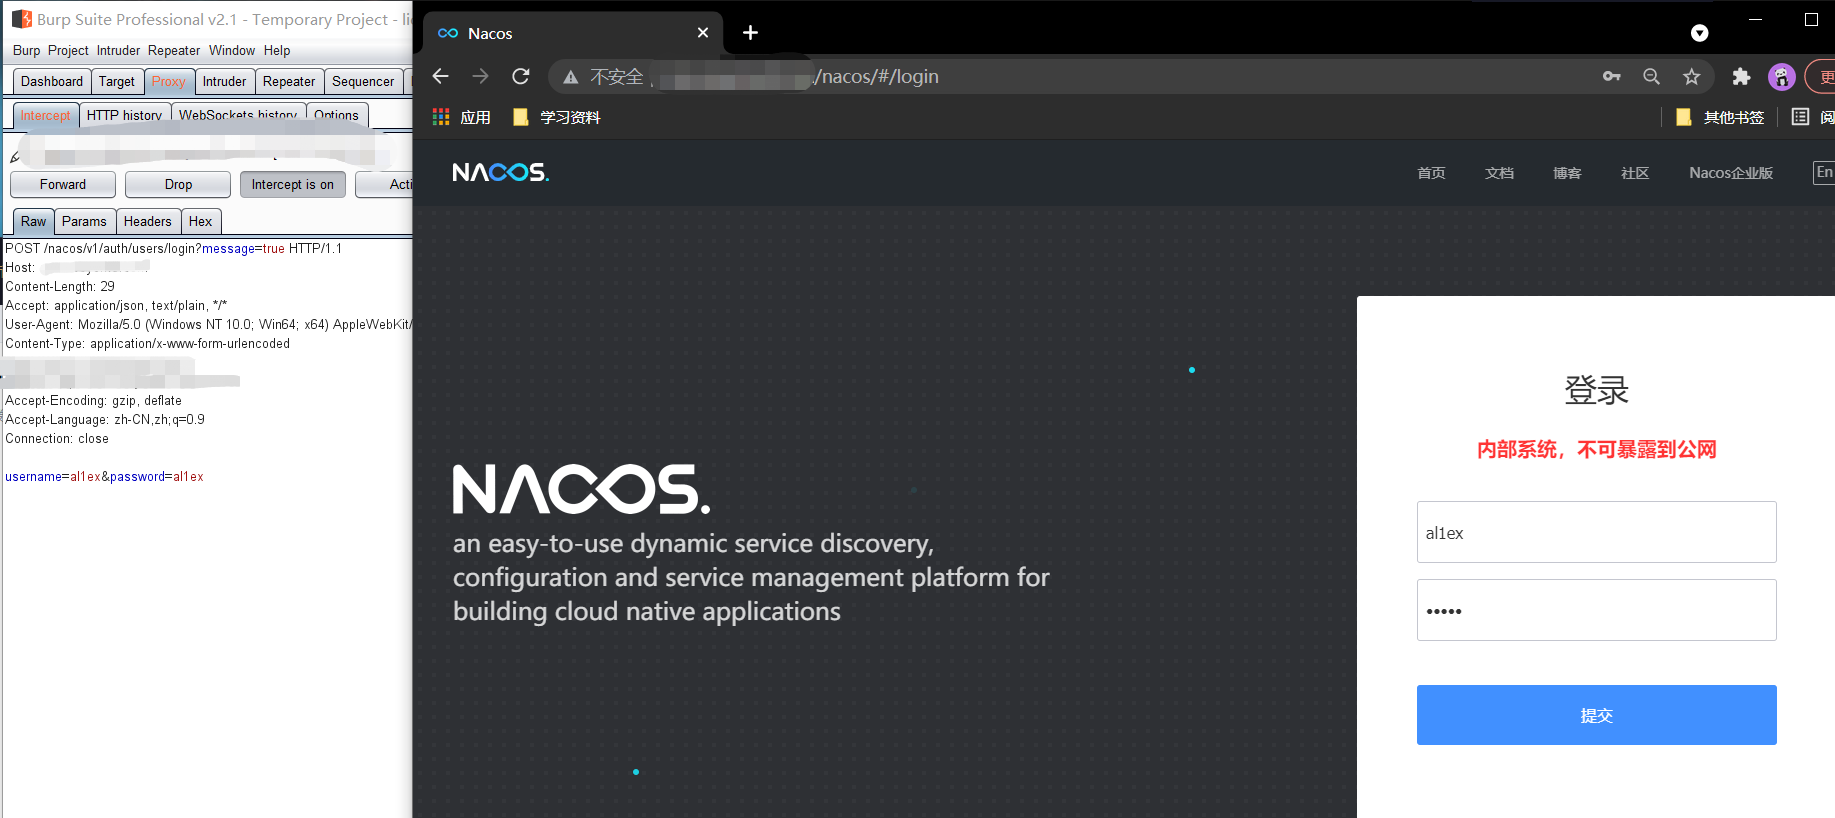 Burp Suite Professional v2.1 - Temporary Project - lic
Burp Project Intruder Repeater Window Help
Dashboard Target Proxy Intruder Repeater Sequencer
Intercept HTTP history WebSockets history Options
Forward Drop Intercept is on Acti
Raw Params Headers Hex
POST /nacos/v1/auth/users/login?message=true HTTP/1.1
Host:
Content-Length: 29
Accept: application/json, text/plain, */*
User-Agent: Mozilla/5.0 (Windows NT 10.0; Win64; x64) AppleWebKit/
Content-Type: application/x-www-form-urlencoded
Accept-Encoding: gzip, deflate
Accept-Language: zh-CN,zh;q=0.9
Connection: close
username=al1ex&password=al1ex
Nacos
不安全 /nacos/#/login
更
应用 学习资料 其他书签 阅
NACOS. 首页 文档 博客 社区 Nacos企业版 En
NACOS.
an easy-to-use dynamic service discovery,
configuration and service management platform for
building cloud native applications
登录
内部系统，不可暴露到公网
al1ex
•••••
提交